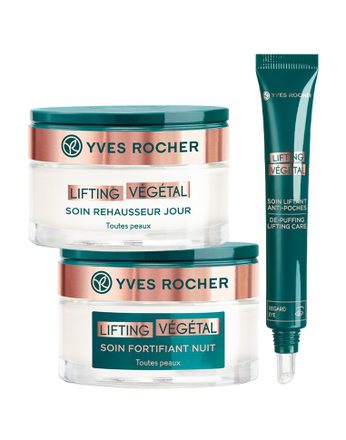 YVES ROCHER
LIFTING VÉGÉTAL
SOIN REHAUSSEUR JOUR
Toutes peaux
YVES ROCHER
LIFTING VÉGÉTAL
SOIN FORTIFIANT NUIT
Toutes peaux
YVES ROCHER
LIFTING
VÉGÉTAL
SOIN LIFTANT
ANTI-POCHES
DE-PUFFING
LIFTING CARE
REGARD
EYE